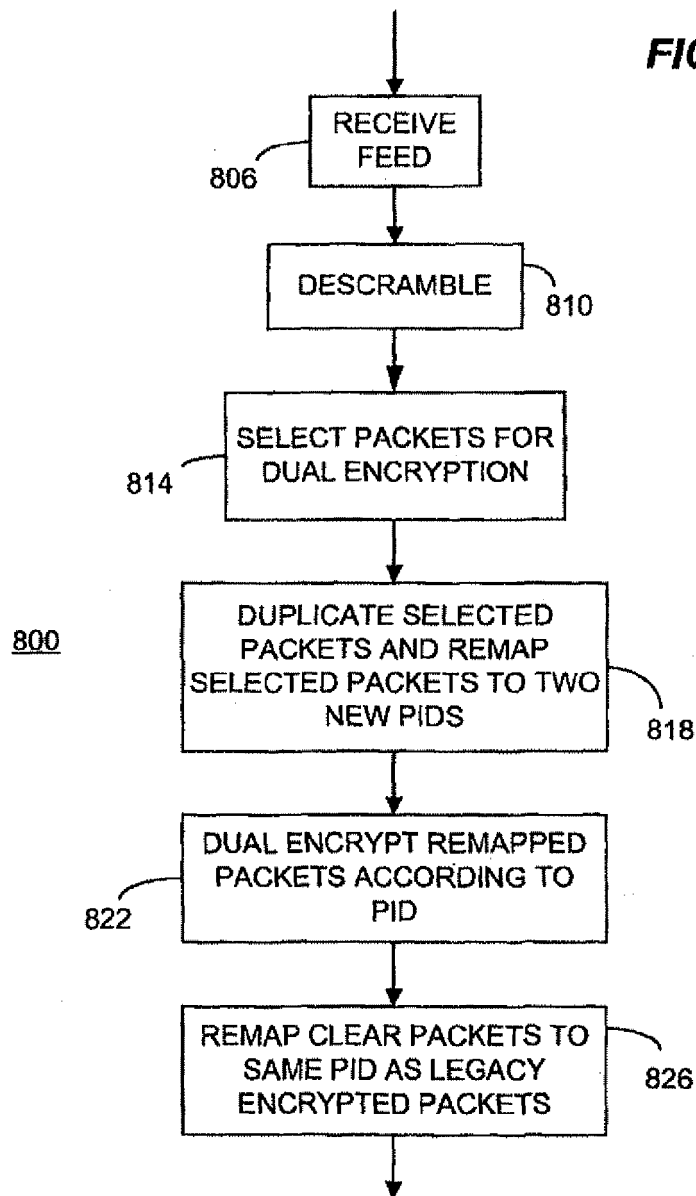 RECEIVE
FEED
806
DESCRAMBLE
810
SELECT PACKETS FOR
DUAL ENCRYPTION
814
800
DUPLICATE SELECTED
PACKETS AND REMAP
SELECTED PACKETS TO TWO
NEW PIDS
818
DUAL ENCRYPT REMAPPED
PACKETS ACCORDING TO
PID
822
REMAP CLEAR PACKETS TO
SAME PID AS LEGACY
ENCRYPTED PACKETS
826